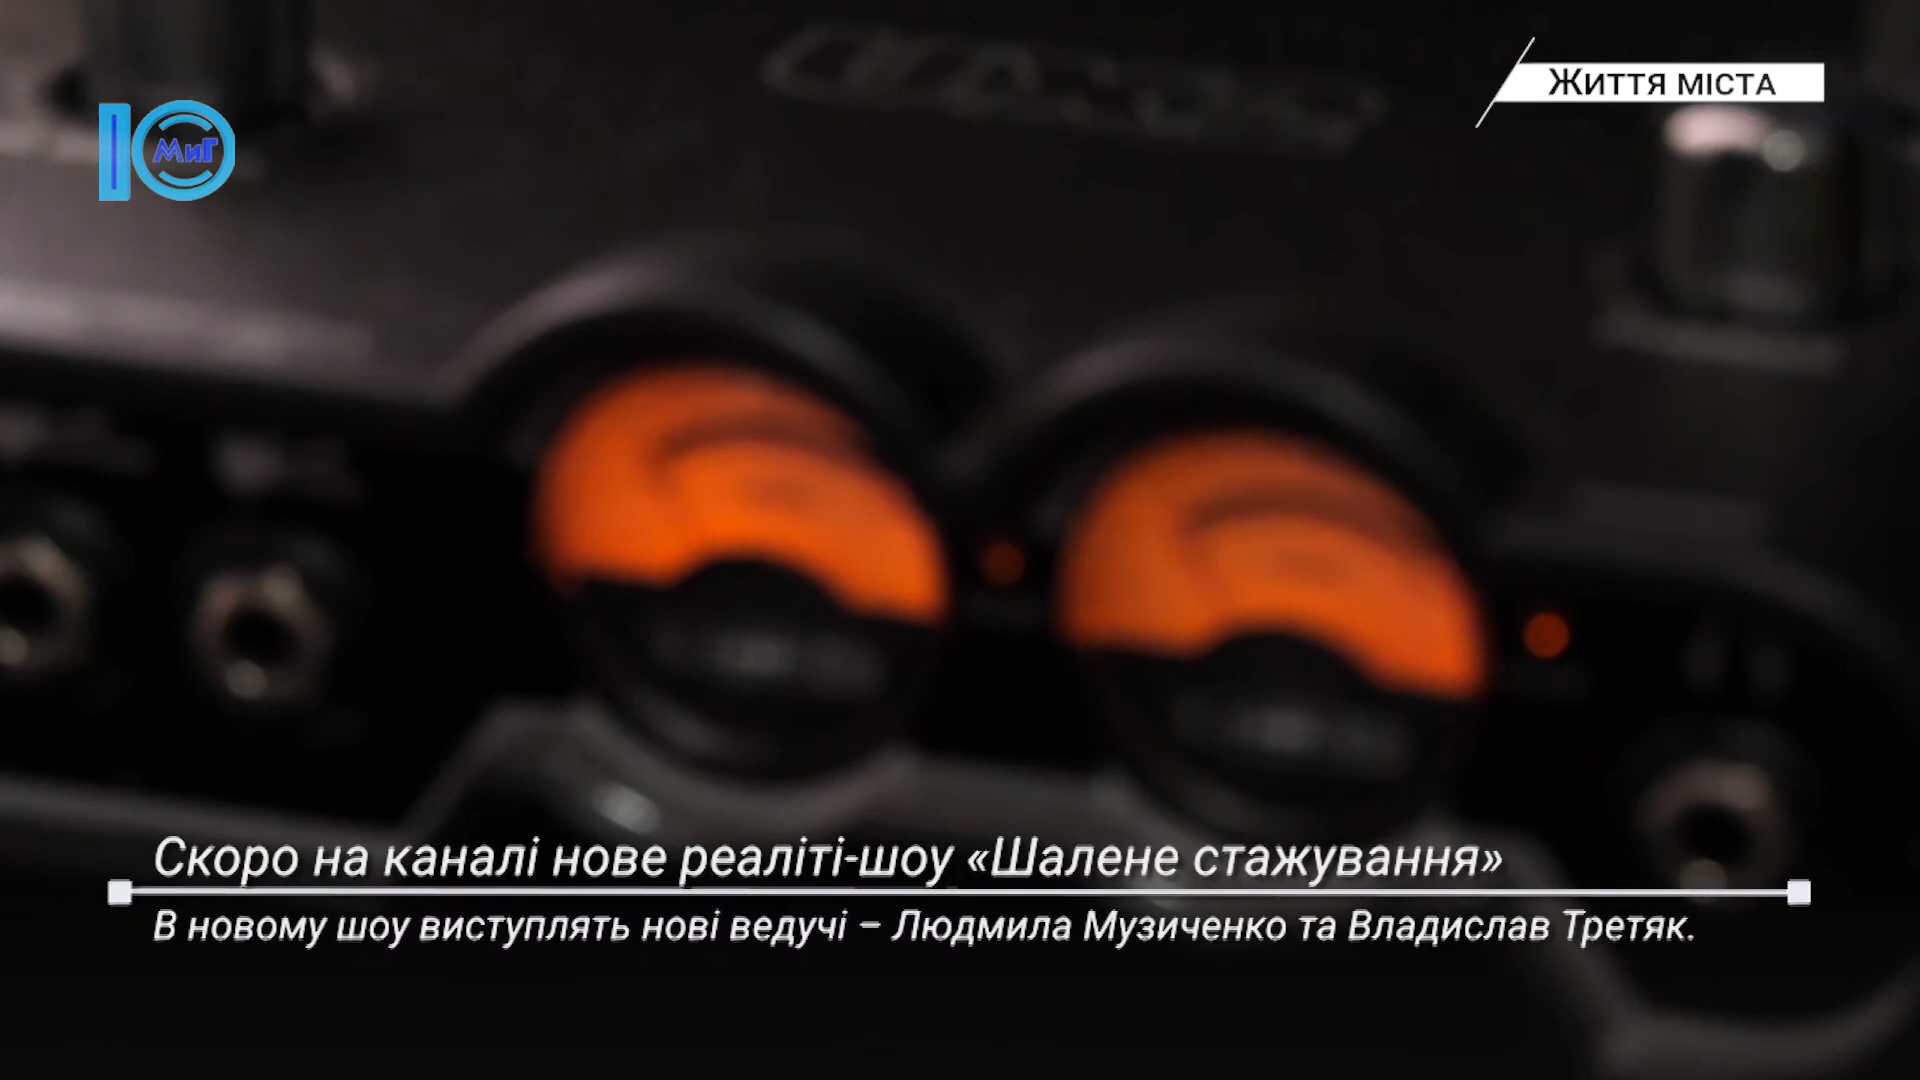 ЖИТТЯ МІСТА
Ю
МиГ
Скоро на каналі нове реаліті-шоу «Шалене стажування»
В новому шоу виступлять нові ведучі – Людмила Музиченко та Владислав Третяк.